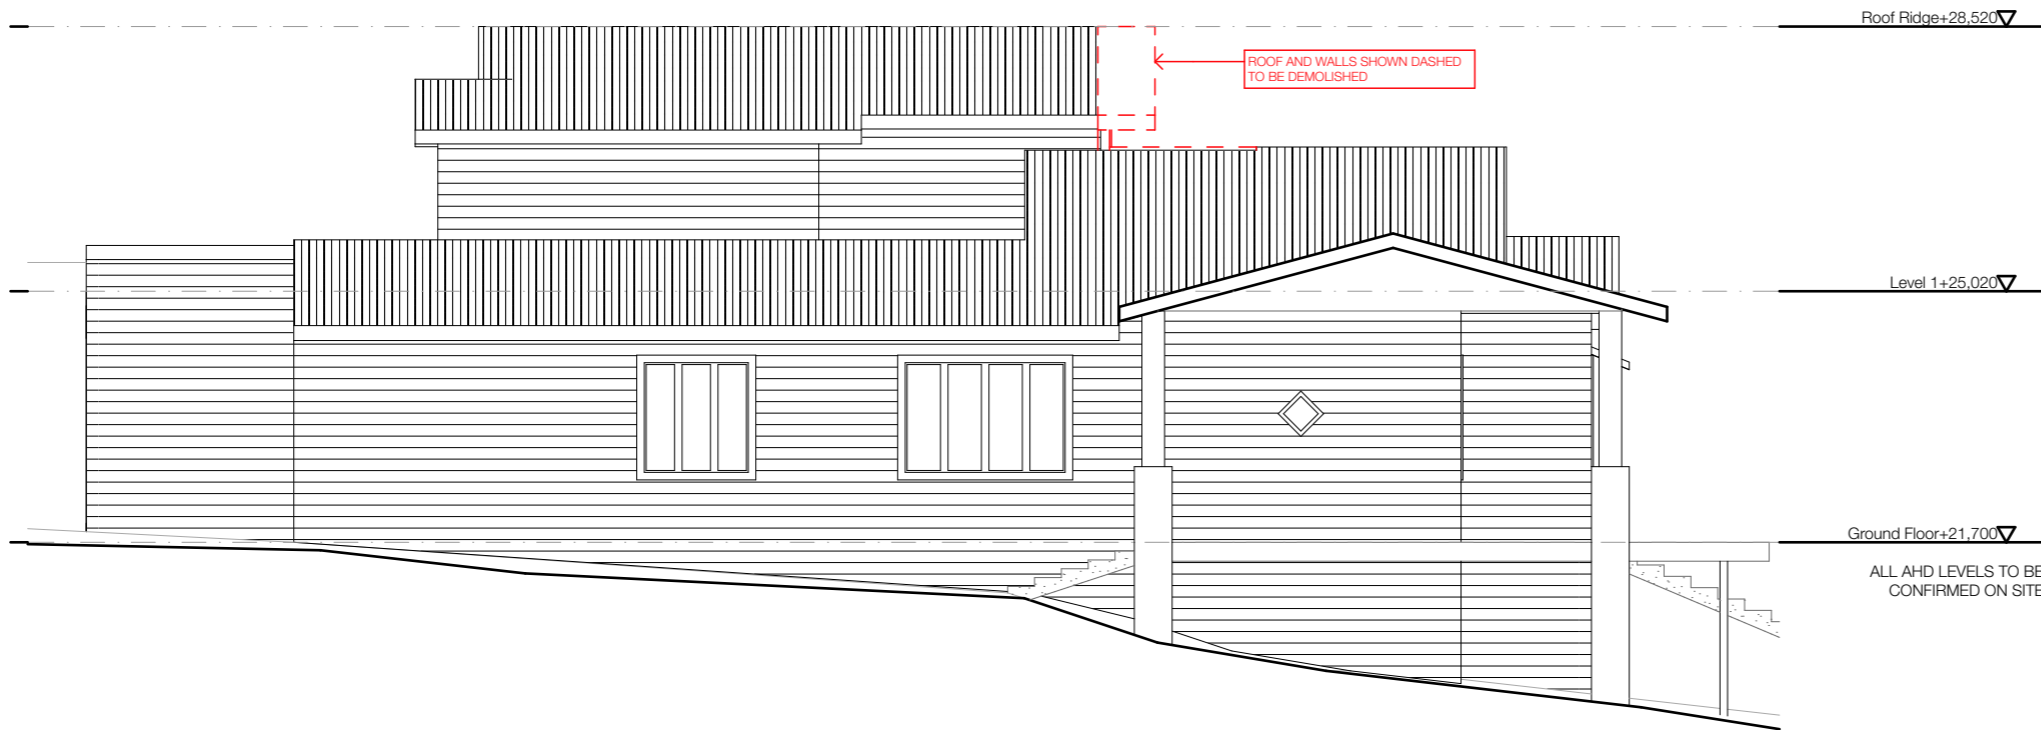 Roof Ridge+28,520
ROOF AND WALLS SHOWN DASHED
TO BE DEMOLISHED
Level 1+25,020
Ground Floor+21,700
ALL AHD LEVELS TO BE
CONFIRMED ON SITE